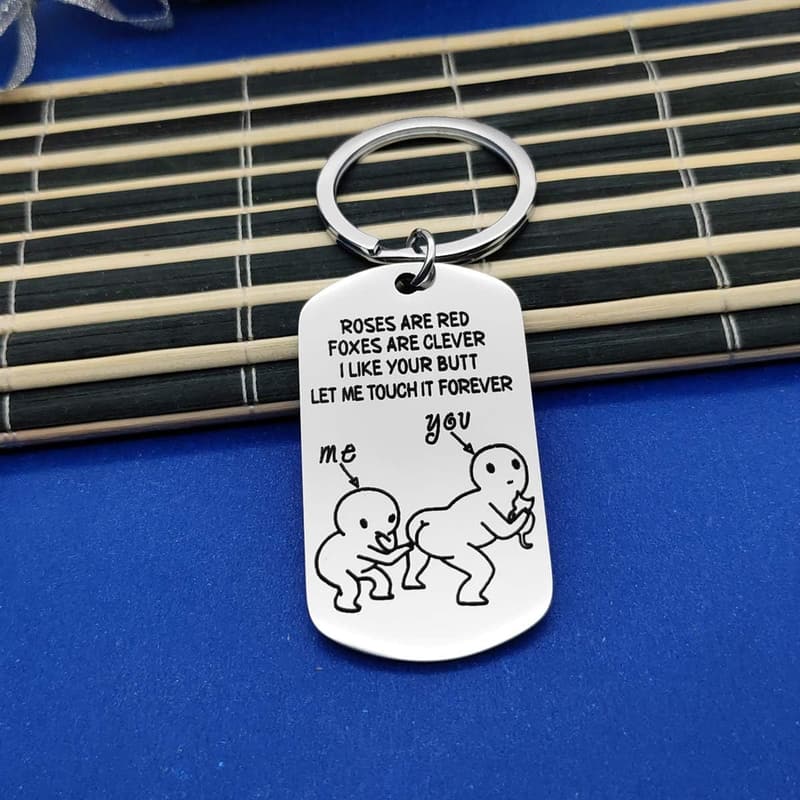 ROSES ARE RED
FOXES ARE CLEVER
I LIKE YOUR BUTT
LET ME TOUCH IT FOREVER
you
me